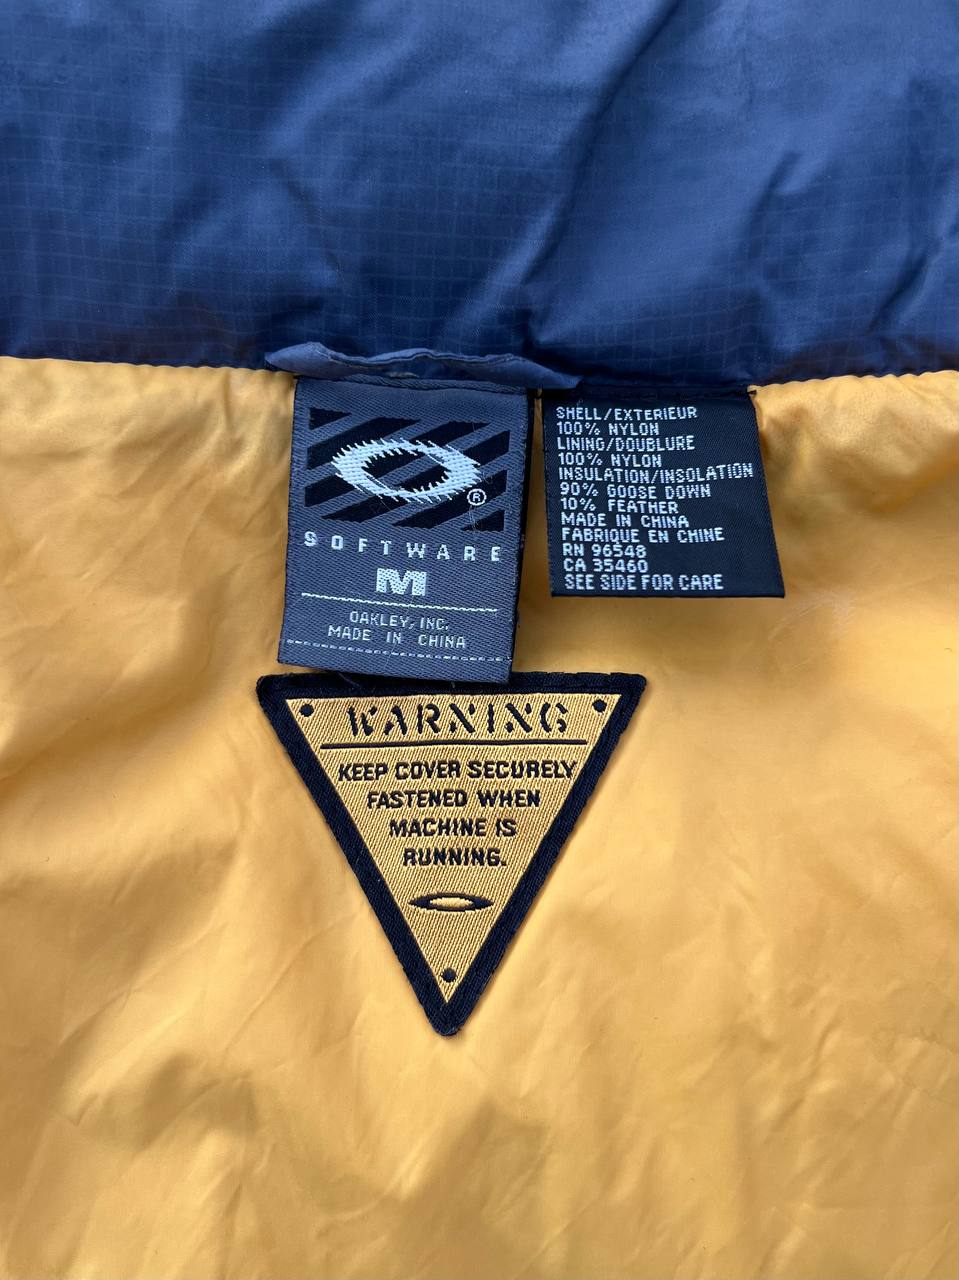 ®
SOFTWARE
M
OAKLEY, INC.
MADE IN CHINA
SHELL/EXTERIEUR
100% NYLON
LINING/DOUBLURE
100% NYLON
INSULATION/INSOLATION
90% GOOSE DOWN
10% FEATHER
MADE IN CHINA
FABRIQUE EN CHINE
RN 96548
CA 35460
SEE SIDE FOR CARE
WARNING
KEEP COVER SECURELY
FASTENED WHEN
MACHINE IS
RUNNING.